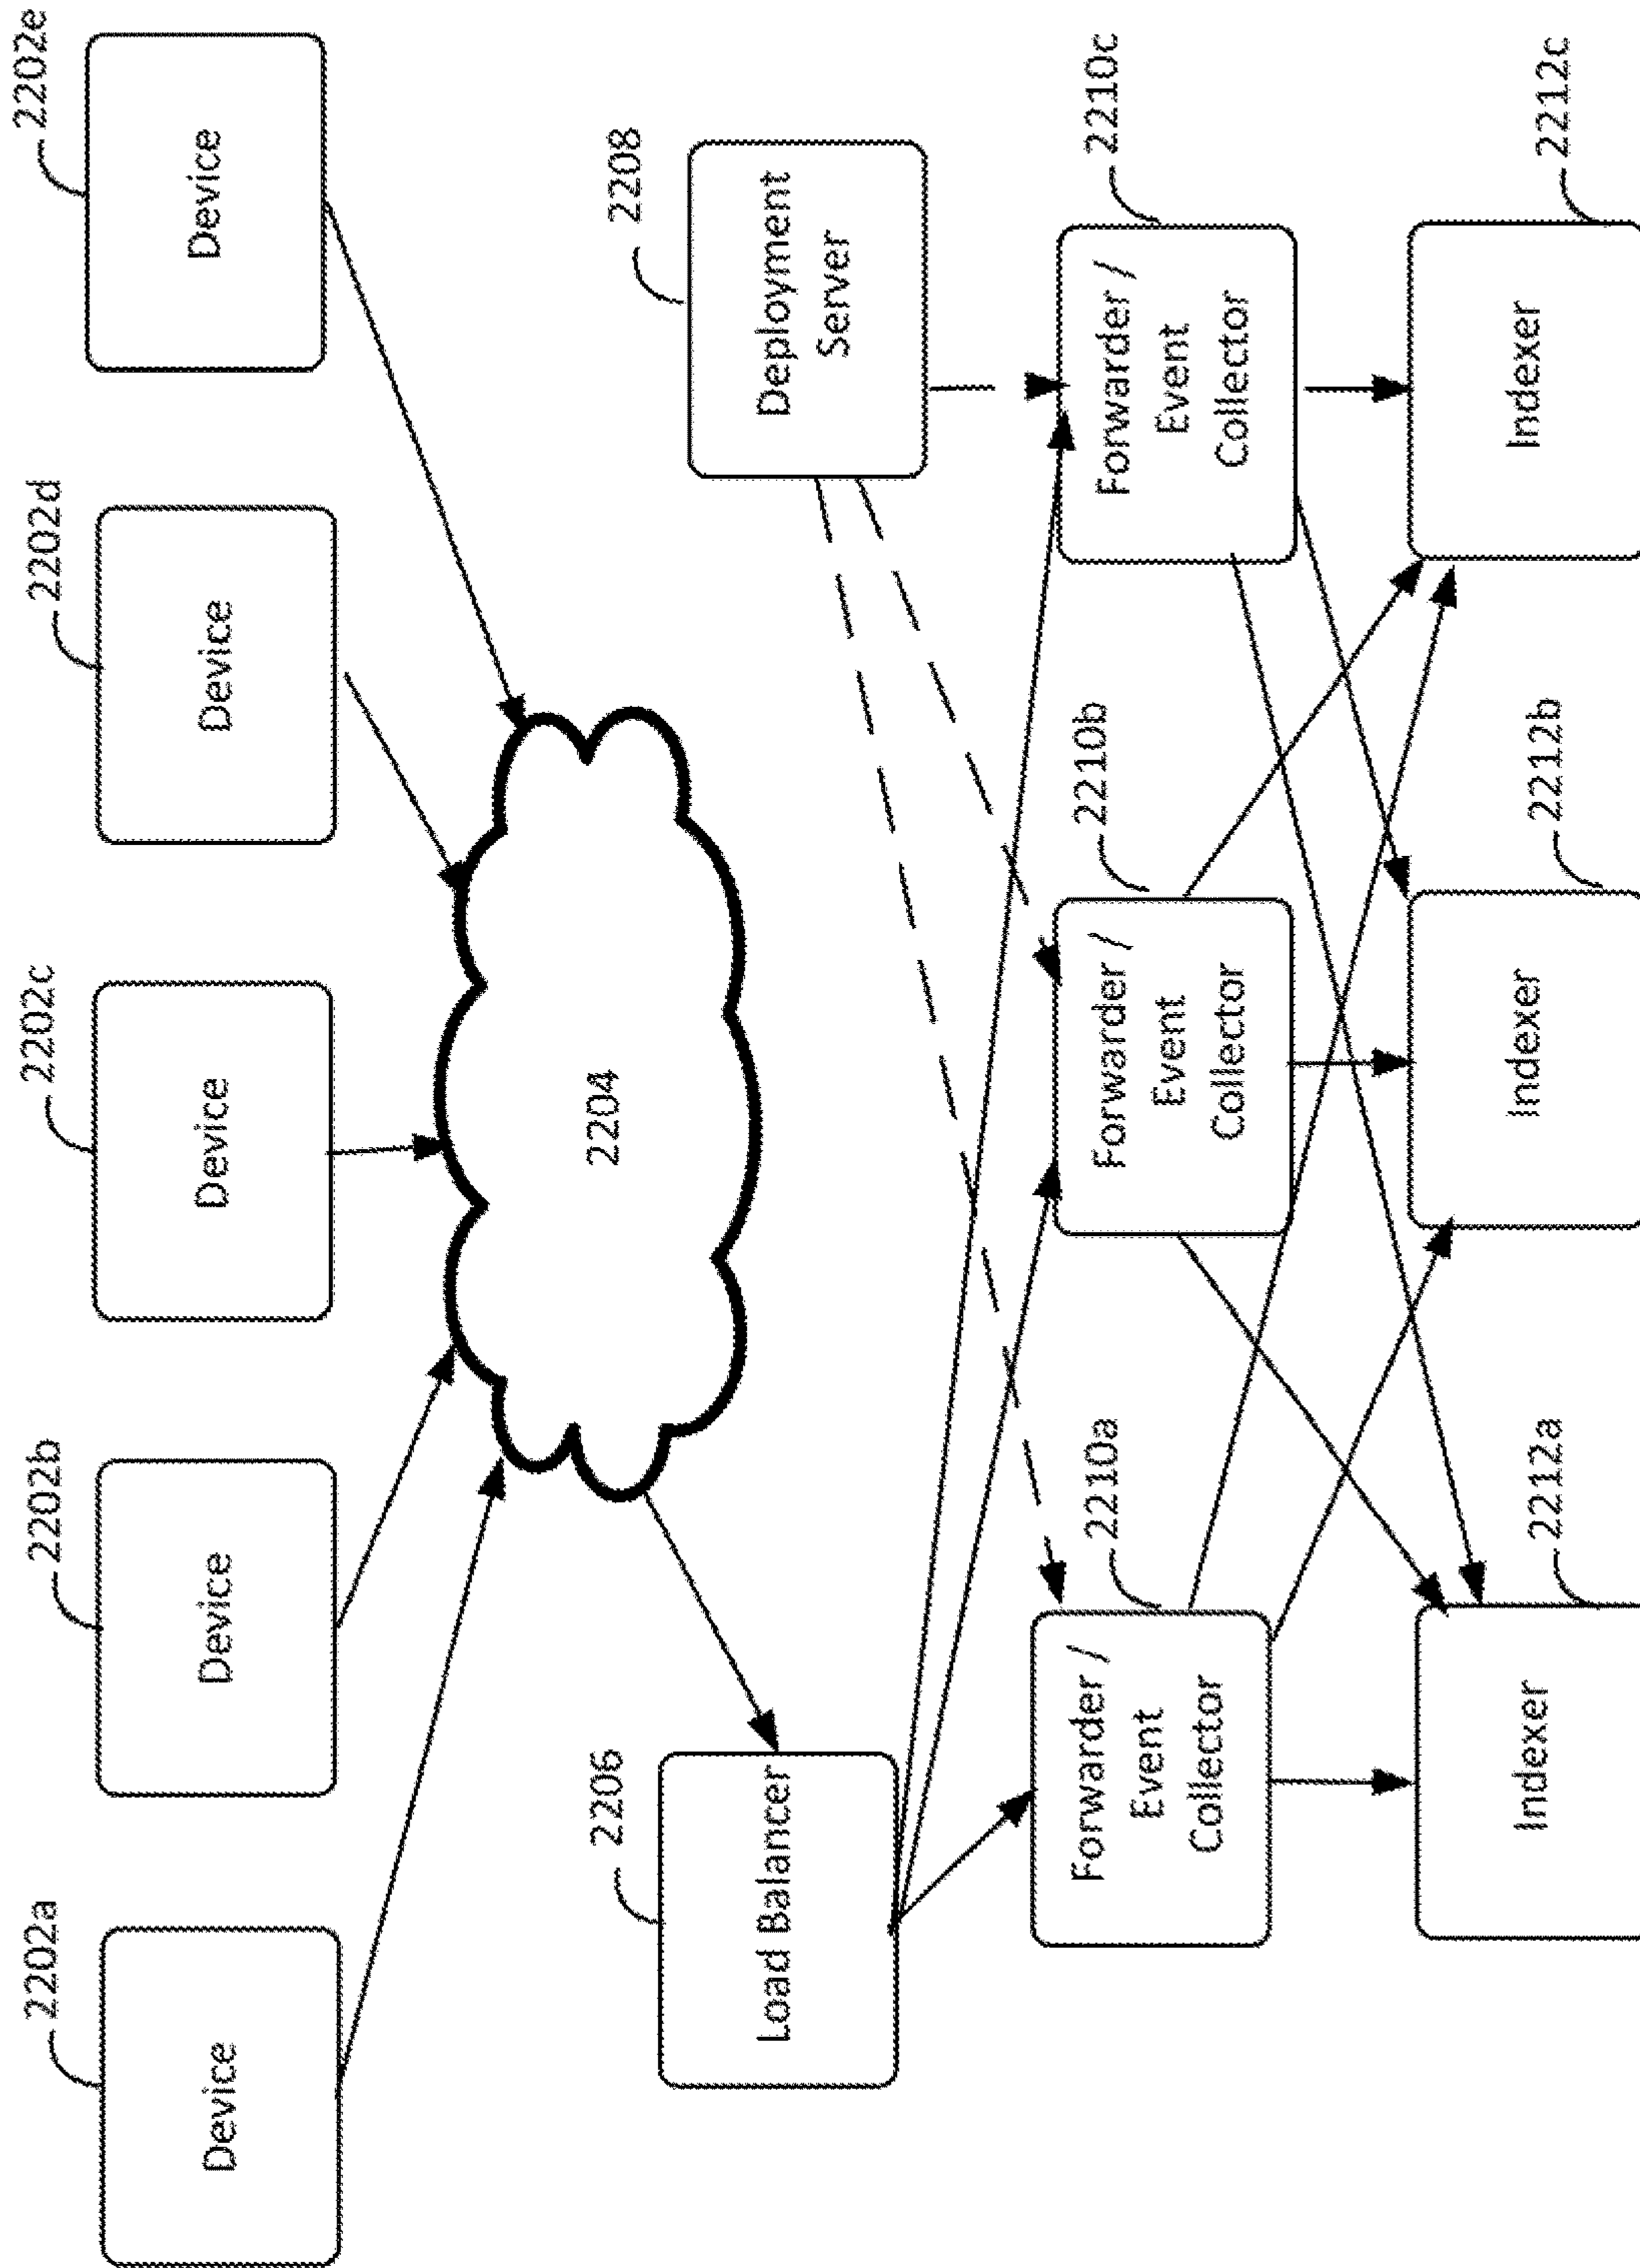 2202a
2202b
2202c
2202d
2202e
Device
Device
Device
Device
Device
2204
2206
2208
Load Balancer
Deployment
Server
2210a
2210b
2210c
Forwarder /
Event
Collector
Forwarder /
Event
Collector
Forwarder /
Event
Collector
2212a
2212b
2212c
Indexer
Indexer
Indexer